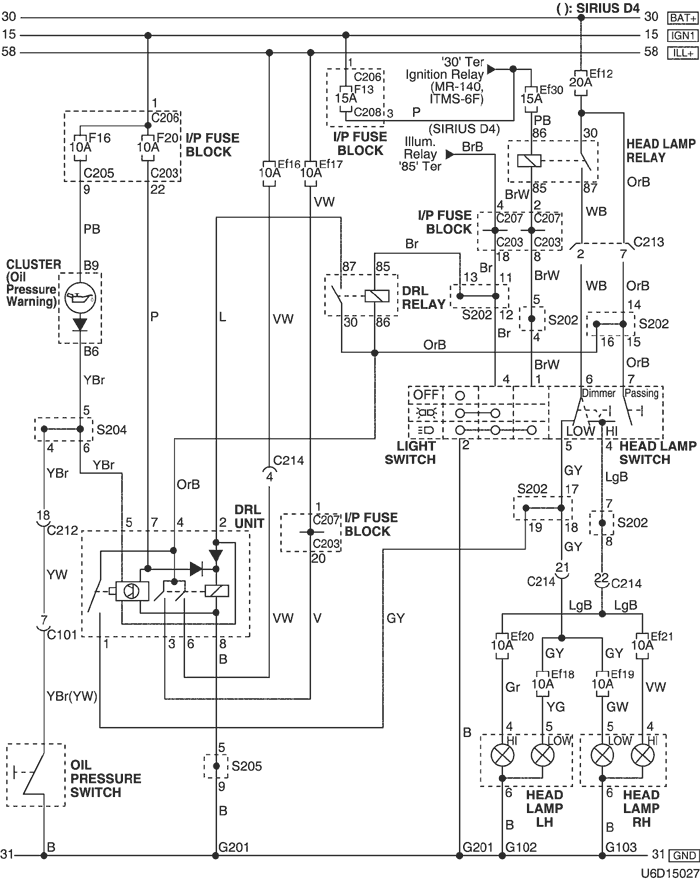 ( ): SIRIUS D4
30 30 BAT+
15 15 IGN1
58 58 ILL+
'30' Ter
Ignition Relay
(MR-140,
ITMS-6F)
Ef12
20A
1
C206
F13
15A
C208 3
P
I/P FUSE
BLOCK
Ef30
15A
PB
(SIRIUS D4)
86 30
HEAD LAMP
RELAY
1
C206
F16
10A
F20
10A
I/P FUSE
BLOCK
C205 C203
9 22
Ef16
10A
Ef17
10A
VW
Illum.
Relay
'85' Ter
BrB
85 87
BrW
WB
OrB
I/P FUSE
BLOCK
4 2
C207 C207
C203 C203
18 8
C213
2 7
PB
B9
CLUSTER(Oil
Pressure
Warning)
B6
YBr
P
L
VW
87 85
Br
DRL
RELAY
30 86
13 11
Br
S202 12
Br
BrW
5
S202
4
BrW
WB
OrB
14
S202
16 15
OrB
OrB
4 1 6 7
OFF
Dimmer Passing
LOW HI
LIGHT
SWITCH
2 5 4
HEAD LAMP
SWITCH
5
S204
4 6
YBr YBr
18
C212
YW
7
C101
YBr(YW)
OIL
PRESSURE
SWITCH
OrB
DRL
UNIT
5 7 4 2
1 3 6 8
B
C214
4
VW
1
C207
C203
20
I/P FUSE
BLOCK
V
GY
GY
17
S202
19 18
GY
21
C214
LgB
7
S202
8
22
C214
LgB LgB
Ef20
10A
Gr
GY
Ef18
10A
YG
GY
Ef19
10A
GW
Ef21
10A
VW
4 5 5 4
HI LOW LOW HI
6 6
HEAD
LAMP
LH
HEAD
LAMP
RH
5
S205
9
B
B
B
B
B
31 B G201 G201 G102 G103 31 GND
U6D15027